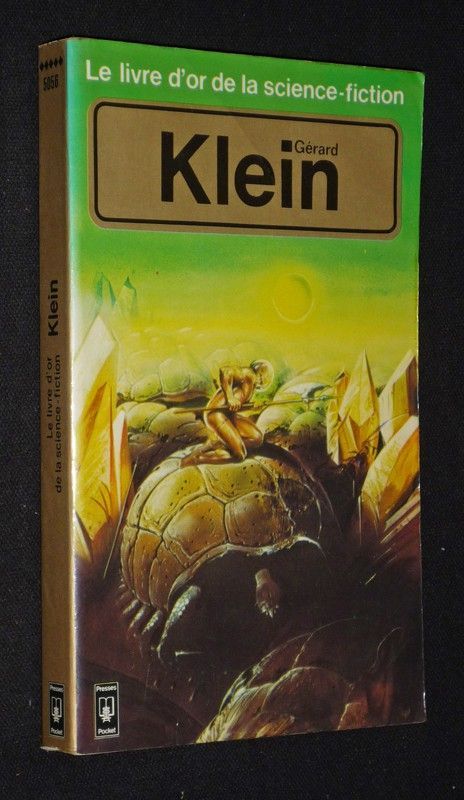 Le livre d'or de la science-fiction
Gérard
Klein
Presses
Pocket
5056
Klein
Le livre d'or
de la science-fiction
Presses
Pocket